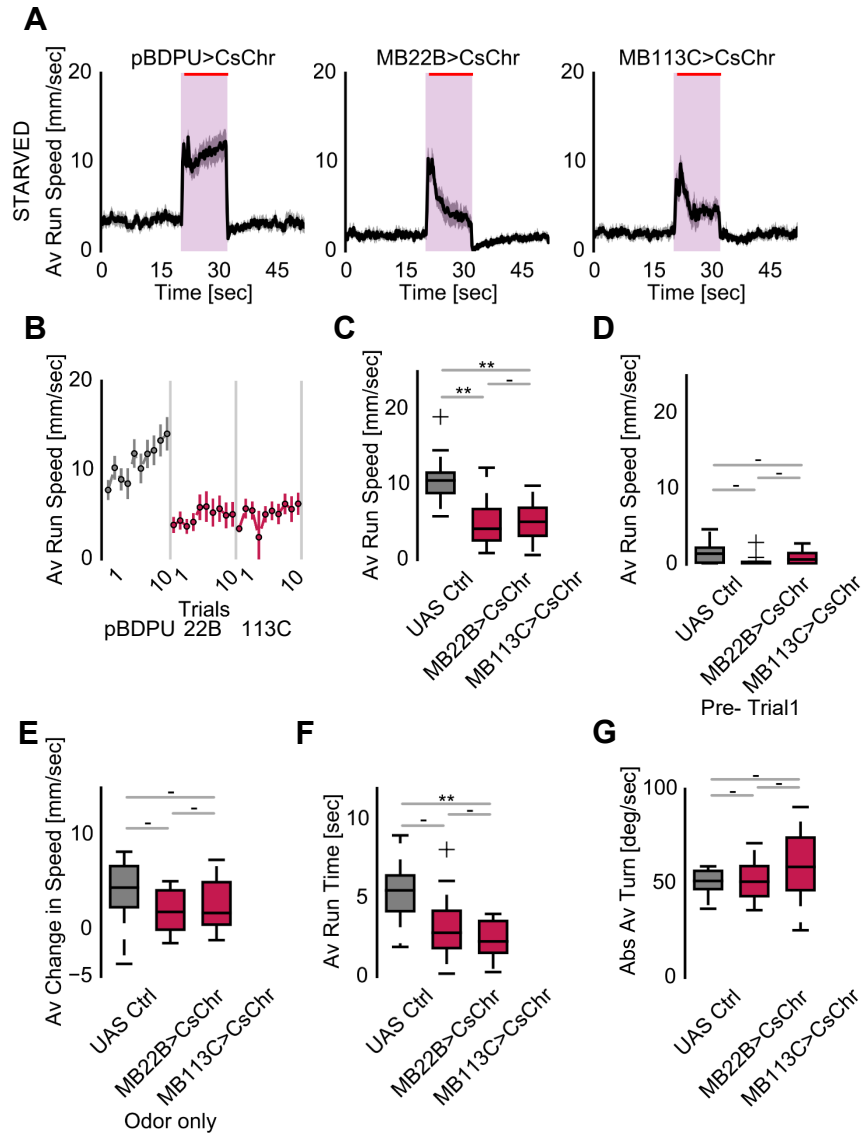 A
pBDPU>CsChr
MB22B>CsChr
MB113C>CsChr
STARVED
Av Run Speed [mm/sec]
20
10
0
20
10
0
20
10
0
0 15 30 45
0 15 30 45
0 15 30 45
Time [sec]
Time [sec]
Time [sec]
B
Av Run Speed [mm/sec]
20
10
0
1 10 1 10 1 10
Trials
pBDPU 22B 113C
C
Av Run Speed [mm/sec]
20
10
0
**
** -
UAS Ctrl
MB22B>CsChr
MB113C>CsChr
D
Av Run Speed [mm/sec]
20
10
0
-
- -
UAS Ctrl
MB22B>CsChr
MB113C>CsChr
Pre- Trial1
E
Av Change in Speed [mm/sec]
10
0
−5
-
- -
UAS Ctrl
MB22B>CsChr
MB113C>CsChr
Odor only
F
Av Run Time [sec]
10
5
0
**
- -
UAS Ctrl
MB22B>CsChr
MB113C>CsChr
G
Abs Av Turn [deg/sec]
100
50
0
-
- -
UAS Ctrl
MB22B>CsChr
MB113C>CsChr